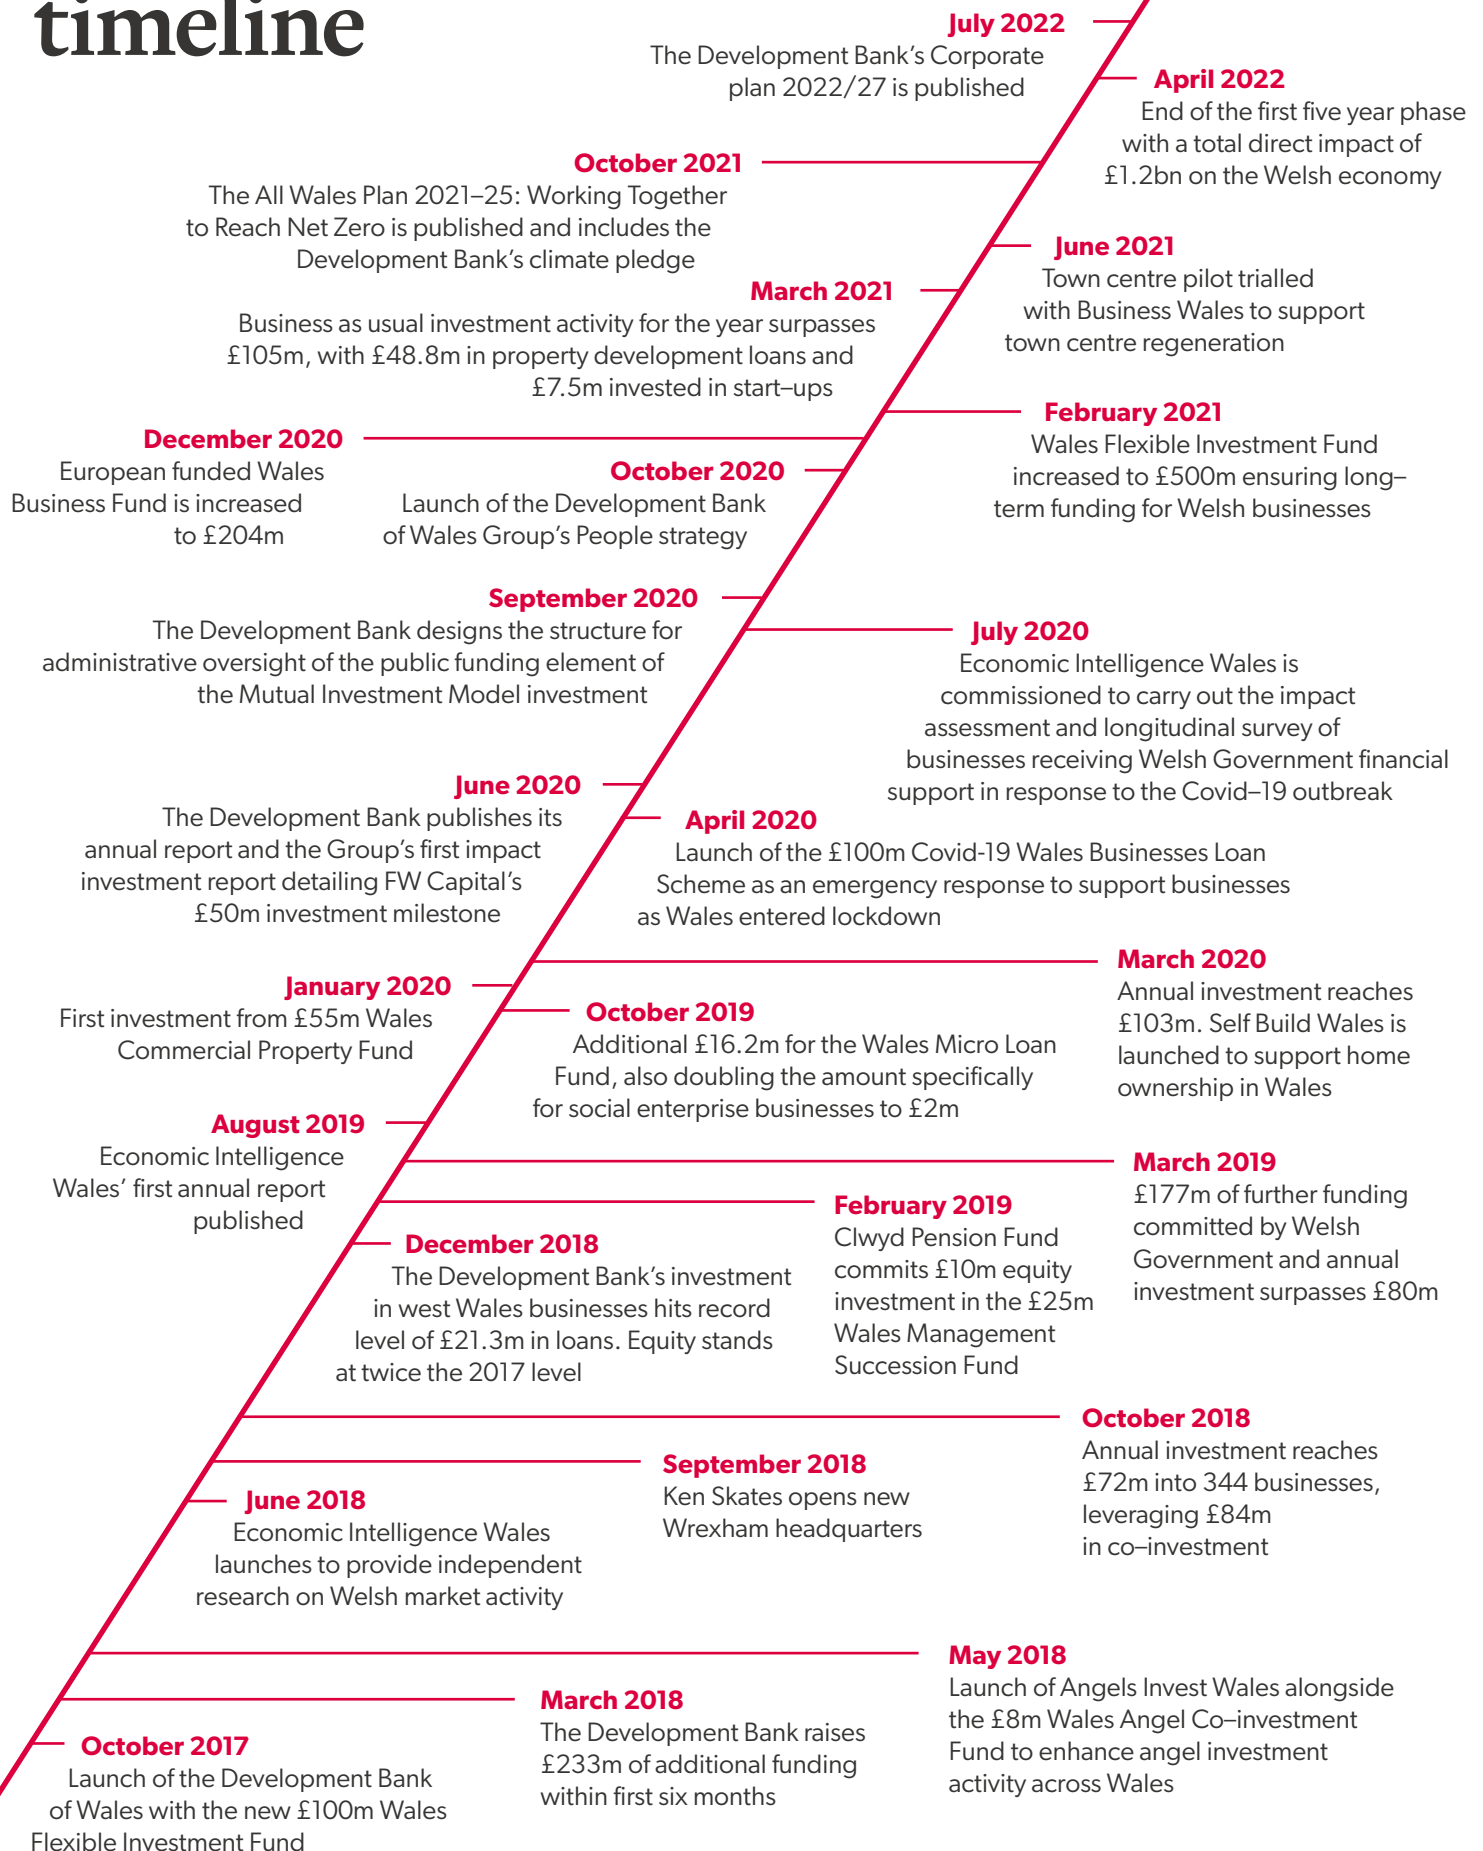 timeline
July 2022
The Development Bank's Corporate
plan 2022/27 is published
April 2022
End of the first five year phase
with a total direct impact of
£1.2bn on the Welsh economy
October 2021
The All Wales Plan 2021–25: Working Together
to Reach Net Zero is published and includes the
Development Bank's climate pledge
June 2021
Town centre pilot trialled
with Business Wales to support
town centre regeneration
March 2021
Business as usual investment activity for the year surpasses
£105m, with £48.8m in property development loans and
£7.5m invested in start–ups
February 2021
Wales Flexible Investment Fund
increased to £500m ensuring long–
term funding for Welsh businesses
December 2020
European funded Wales
Business Fund is increased
to £204m
October 2020
Launch of the Development Bank
of Wales Group's People strategy
September 2020
The Development Bank designs the structure for
administrative oversight of the public funding element of
the Mutual Investment Model investment
July 2020
Economic Intelligence Wales is
commissioned to carry out the impact
assessment and longitudinal survey of
businesses receiving Welsh Government financial
support in response to the Covid–19 outbreak
June 2020
The Development Bank publishes its
annual report and the Group's first impact
investment report detailing FW Capital's
£50m investment milestone
April 2020
Launch of the £100m Covid-19 Wales Businesses Loan
Scheme as an emergency response to support businesses
as Wales entered lockdown
March 2020
Annual investment reaches
£103m. Self Build Wales is
launched to support home
ownership in Wales
January 2020
First investment from £55m Wales
Commercial Property Fund
October 2019
Additional £16.2m for the Wales Micro Loan
Fund, also doubling the amount specifically
for social enterprise businesses to £2m
August 2019
Economic Intelligence
Wales' first annual report
published
March 2019
£177m of further funding
committed by Welsh
Government and annual
investment surpasses £80m
February 2019
Clwyd Pension Fund
commits £10m equity
investment in the £25m
Wales Management
Succession Fund
December 2018
The Development Bank's investment
in west Wales businesses hits record
level of £21.3m in loans. Equity stands
at twice the 2017 level
October 2018
Annual investment reaches
£72m into 344 businesses,
leveraging £84m
in co–investment
September 2018
Ken Skates opens new
Wrexham headquarters
June 2018
Economic Intelligence Wales
launches to provide independent
research on Welsh market activity
May 2018
Launch of Angels Invest Wales alongside
the £8m Wales Angel Co–investment
Fund to enhance angel investment
activity across Wales
March 2018
The Development Bank raises
£233m of additional funding
within first six months
October 2017
Launch of the Development Bank
of Wales with the new £100m Wales
Flexible Investment Fund